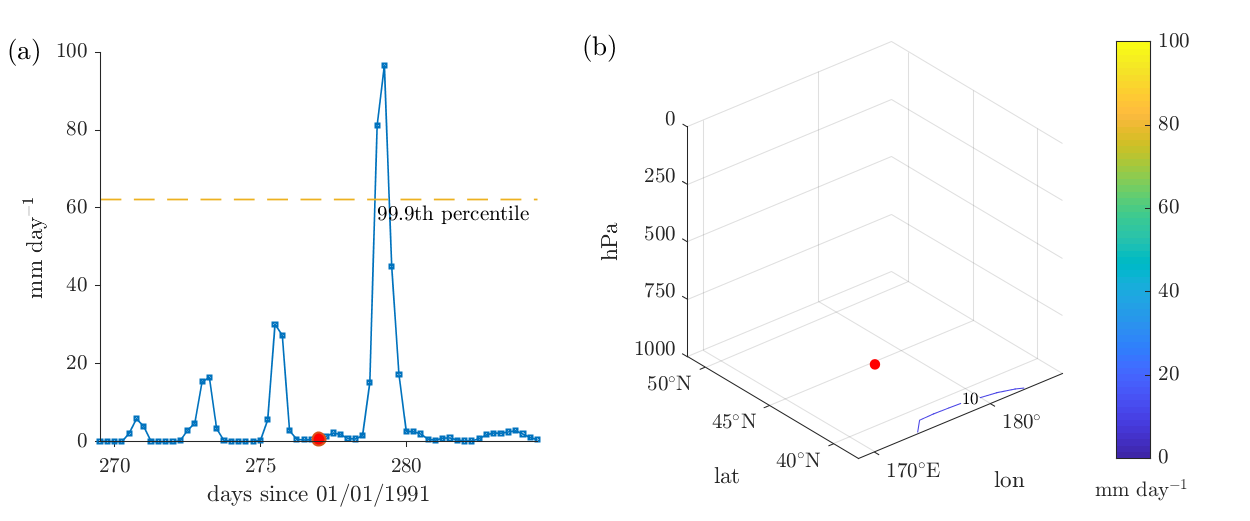 (a)
100
80
60
40
20
0
mm day⁻¹
99.9th percentile
270
275
280
days since 01/01/1991
(b)
0
250
500
750
1000
hPa
50°N
45°N
40°N
lat
170°E
180°
lon
10
100
80
60
40
20
0
mm day⁻¹